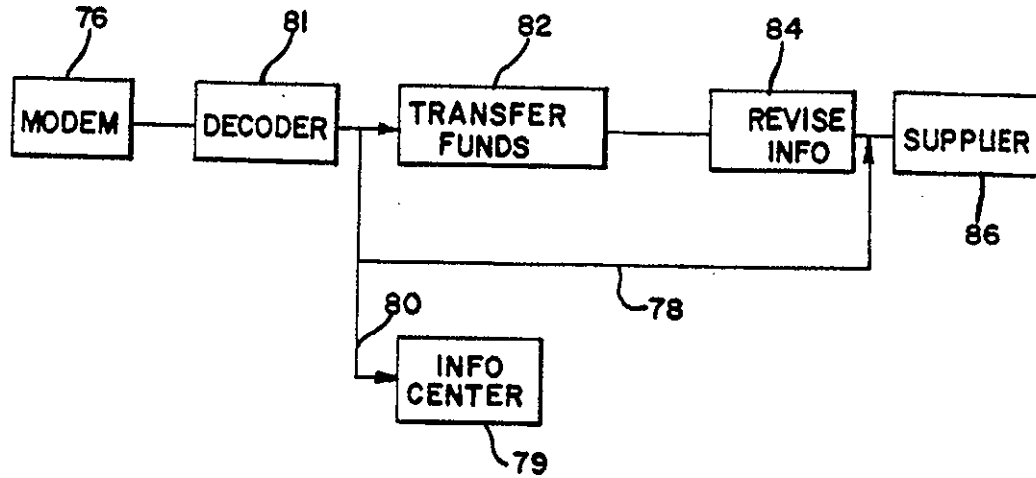 76
81
82
84
MODEM
DECODER
TRANSFER
FUNDS
REVISE
INFO
SUPPLIER
86
78
80
INFO
CENTER
79